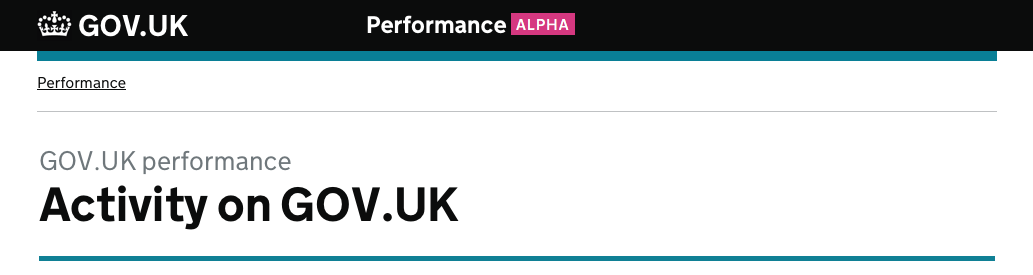 GOV.UK Performance ALPHA
Performance
GOV.UK performance
Activity on GOV.UK